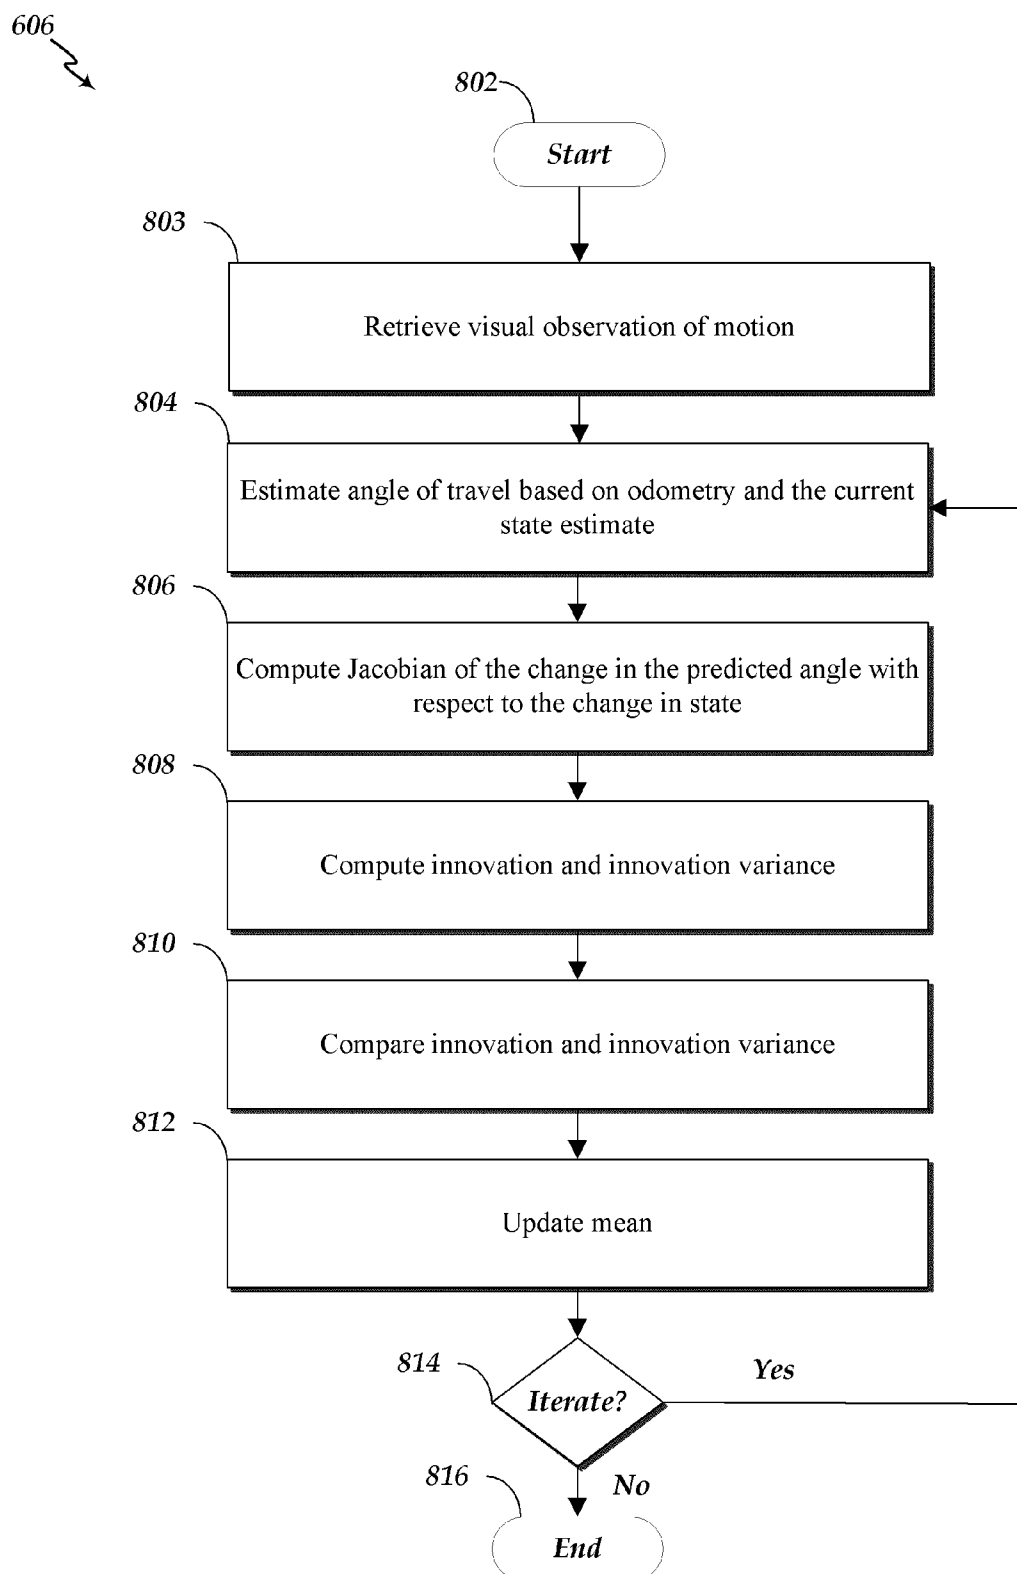 606
802
Start
803
Retrieve visual observation of motion
804
Estimate angle of travel based on odometry and the current
state estimate
806
Compute Jacobian of the change in the predicted angle with
respect to the change in state
808
Compute innovation and innovation variance
810
Compare innovation and innovation variance
812
Update mean
814
Iterate?
Yes
816
No
End